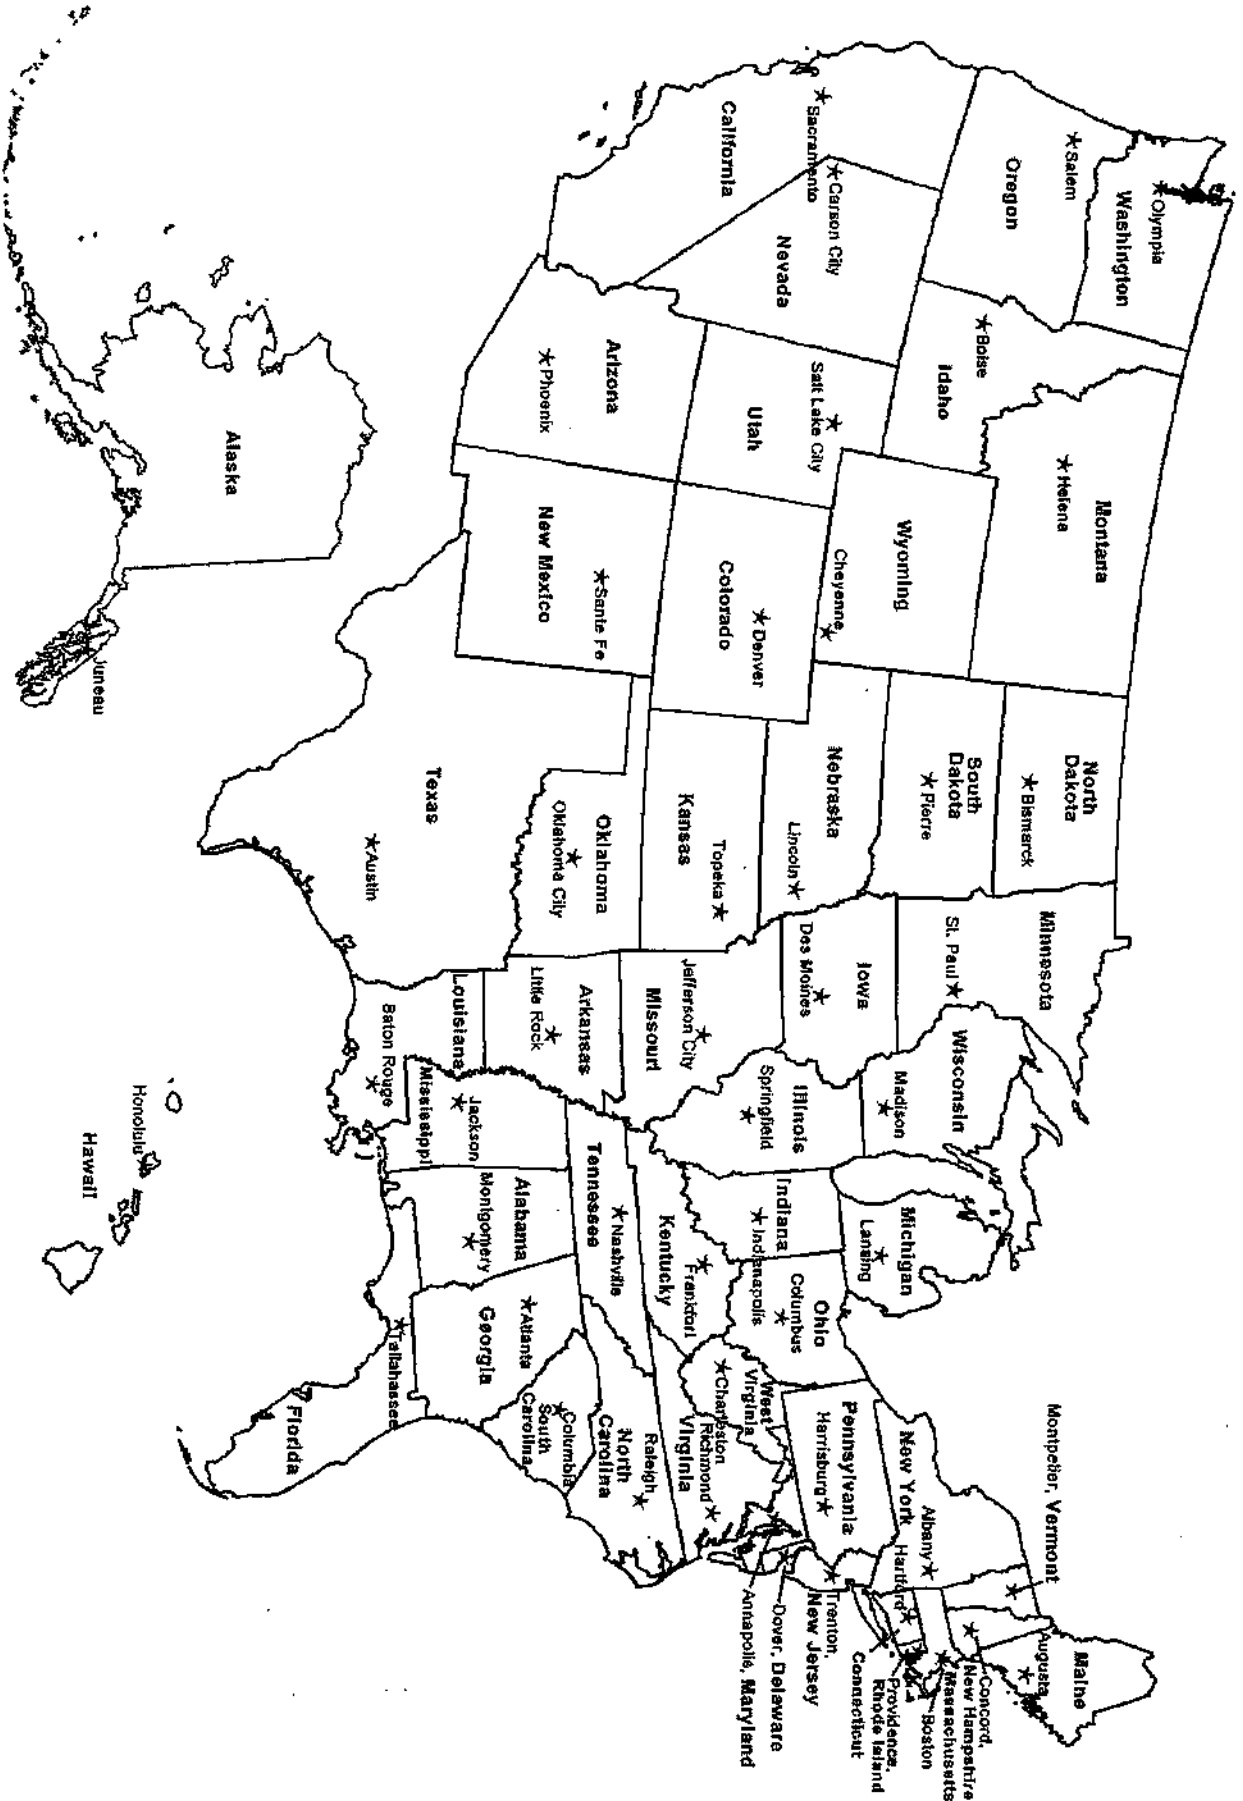 Olympia
Washington
Salem
Oregon
Sacramento
California
Carson City
Nevada
Boise
Idaho
Helena
Montana
Wyoming
Cheyenne
Salt Lake City
Utah
Denver
Colorado
Arizona
Phoenix
Sante Fe
New Mexico
North
Dakota
Bismarck
South
Dakota
Pierre
Nebraska
Lincoln
Topeka
Kansas
Oklahoma
Oklahoma City
Texas
Austin
Minnesota
St. Paul
Iowa
Des Moines
Jefferson City
Missouri
Arkansas
Little Rock
Louisiana
Baton Rouge
Wisconsin
Madison
Illinois
Springfield
Michigan
Lansing
Indiana
Indianapolis
Ohio
Columbus
Kentucky
Frankfort
Tennessee
Nashville
Mississippi
Jackson
Alabama
Montgomery
Georgia
Atlanta
Tallahassee
Florida
South
Carolina
Columbia
North
Carolina
Raleigh
Virginia
Richmond
West
Virginia
Charleston
Pennsylvania
Harrisburg
New York
Albany
Hartford
Montpelier, Vermont
Maine
Augusta
Concord,
New Hampshire
Massachusetts
Boston
Providence,
Rhode Island
Connecticut
Trenton,
New Jersey
Dover, Delaware
Annapolis, Maryland
Alaska
Juneau
Honolulu
Hawaii